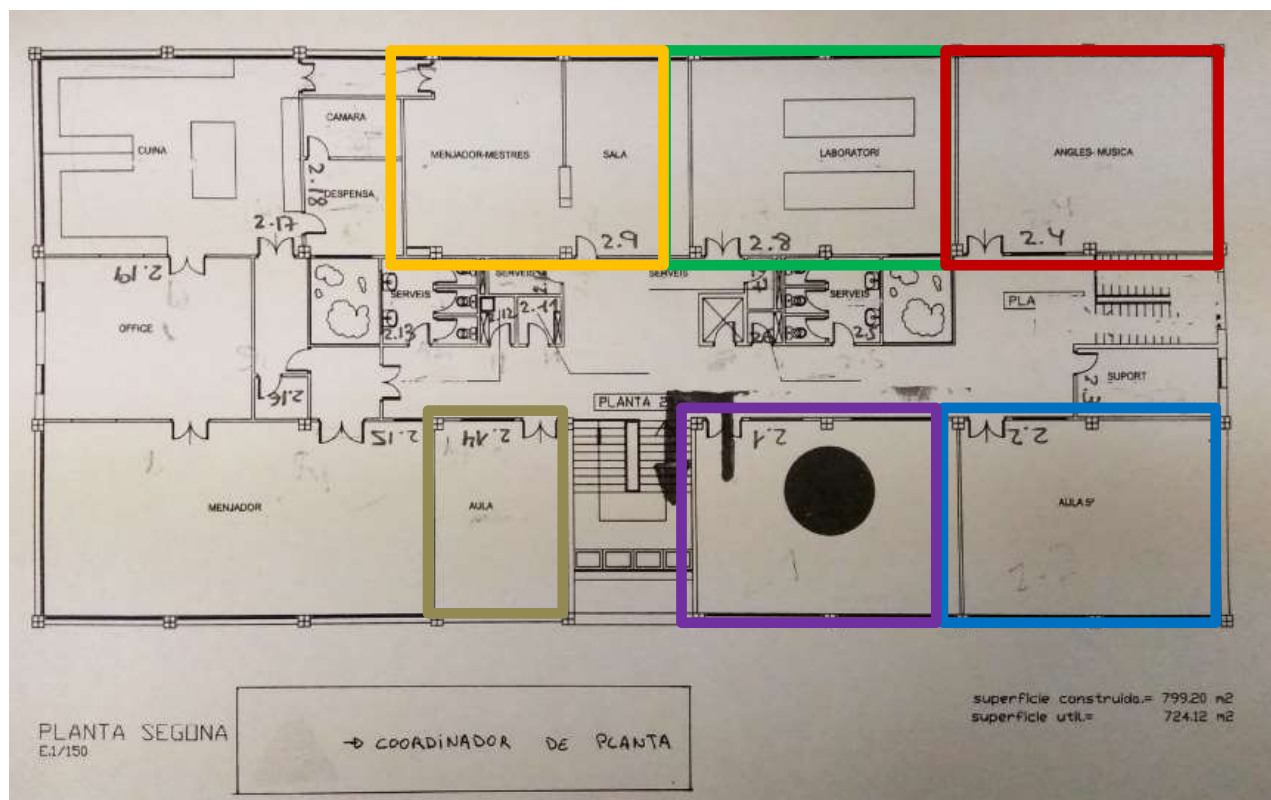 CUINA
CAMARA
DESPENSA
2.18
2.17
MENJADOR-MESTRES
SALA
2.9
LABORATORI
2.8
ANGLES- MUSICA
2.4
2.19
OFFICE
SERVEIS
2.13
SERVEIS
2.12
2.11
SERVEIS
SERVEIS
2.5
PLA
SUPORT
2.3
2.16
PLANTA 2
2.15
MENJADOR
2.14
AULA
2.1
2.2
AULA 5ª
PLANTA SEGONA
E.1/150
→ COORDINADOR DE PLANTA
superficie construida.= 799.20 m2
superficie util.= 724.12 m2